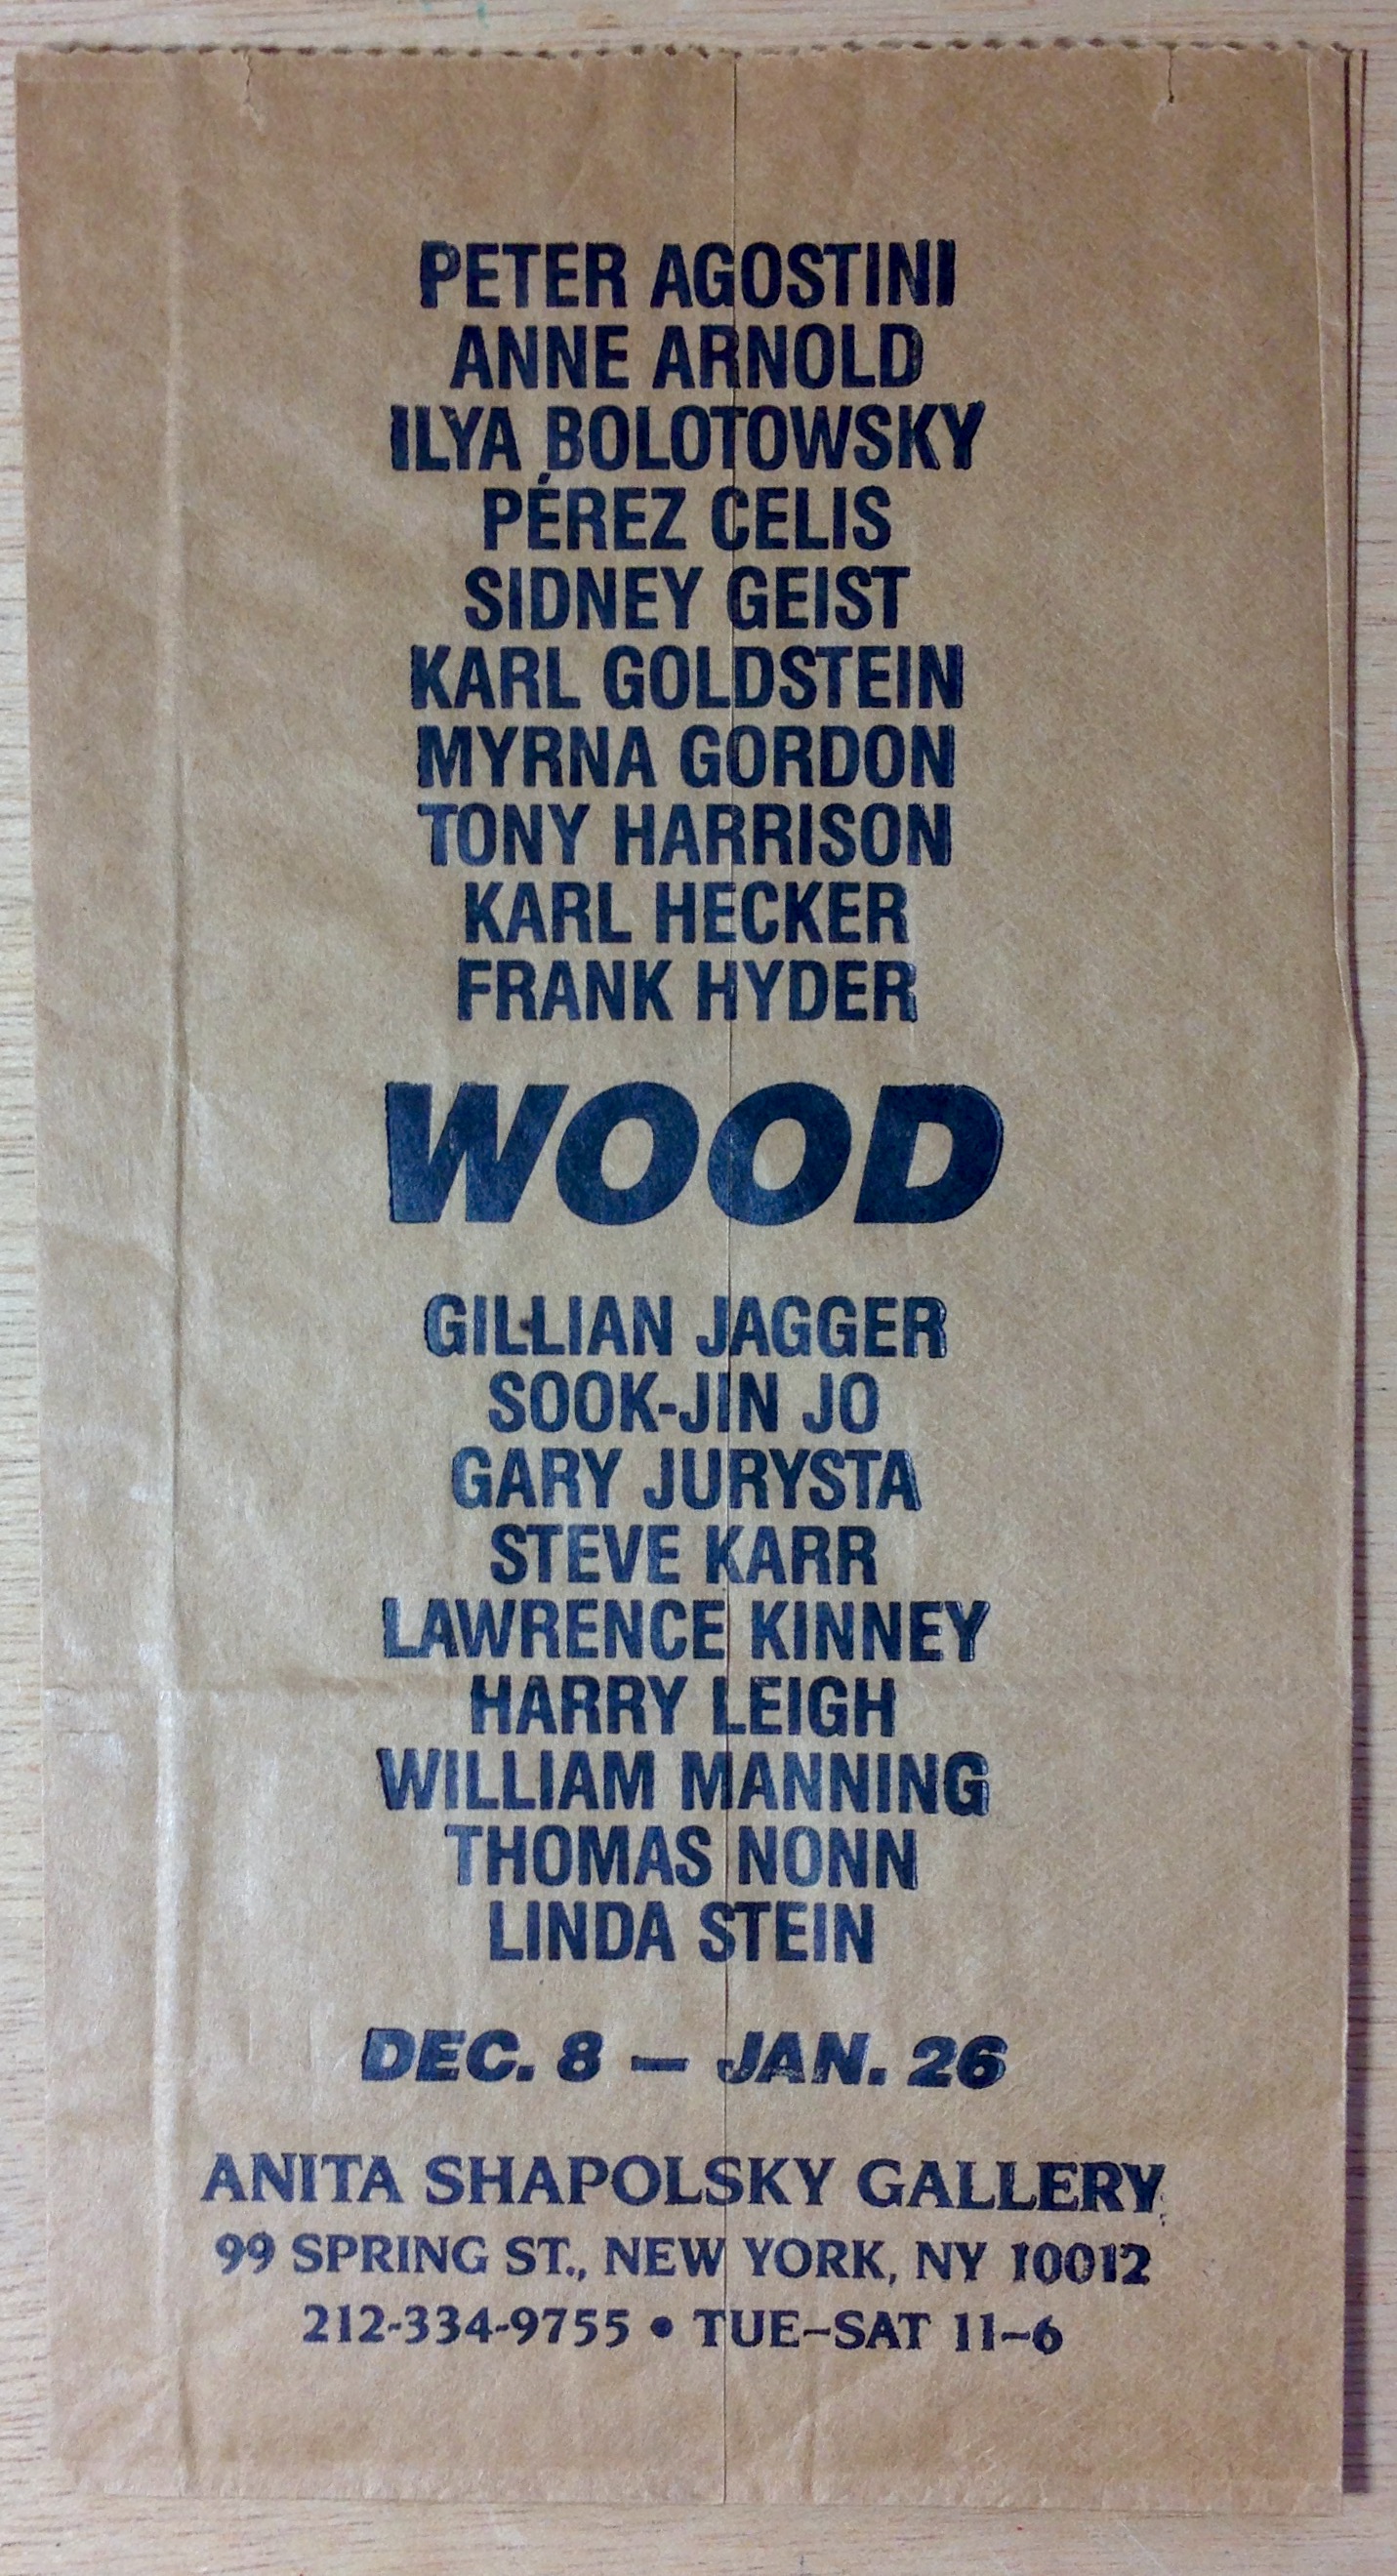 PETER AGOSTINI
ANNE ARNOLD
ILYA BOLOTOWSKY
PÉREZ CELIS
SIDNEY GEIST
KARL GOLDSTEIN
MYRNA GORDON
TONY HARRISON
KARL HECKER
FRANK HYDER
WOOD
GILLIAN JAGGER
SOOK-JIN JO
GARY JURYSTA
STEVE KARR
LAWRENCE KINNEY
HARRY LEIGH
WILLIAM MANNING
THOMAS NONN
LINDA STEIN
DEC. 8 — JAN. 26
ANITA SHAPOLSKY GALLERY
99 SPRING ST., NEW YORK, NY 10012
212-334-9755 • TUE–SAT 11–6